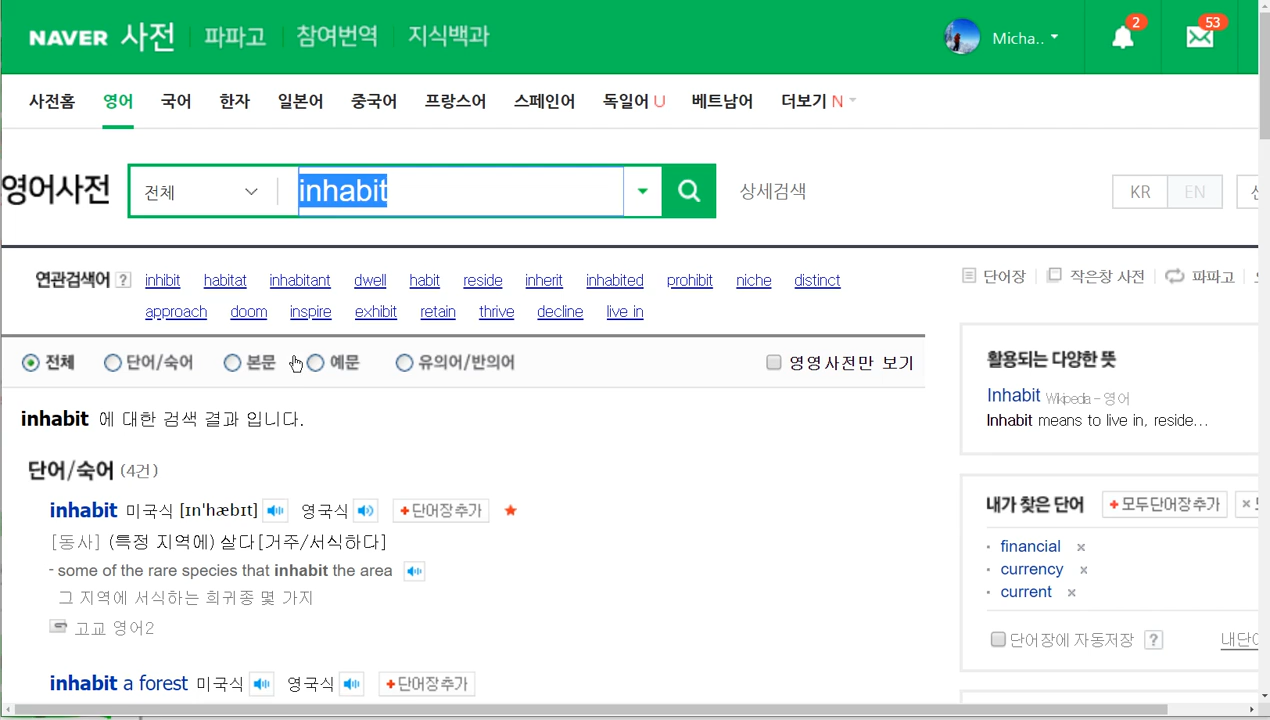 NAVER 사전 파파고 참여번역 지식백과 Micha.. 2 53
사전홈 영어 국어 한자 일본어 중국어 프랑스어 스페인어 독일어 U 베트남어 더보기 N
영어사전 전체 inhabit 상세검색 KR EN
연관검색어 ? inhibit habitat inhabitant dwell habit reside inherit inhabited prohibit niche distinct
approach doom inspire exhibit retain thrive decline live in
단어장 작은창 사전 파파고
전체 단어/숙어 본문 예문 유의어/반의어 영영사전만 보기
inhabit 에 대한 검색 결과 입니다.
단어/숙어 (4건)
inhabit 미국식 [ɪnˈhæbɪt] 영국식 +단어장추가 ★
[동사] (특정 지역에) 살다[거주/서식하다]
- some of the rare species that inhabit the area
그 지역에 서식하는 희귀종 몇 가지
고교 영어2
inhabit a forest 미국식 영국식 +단어장추가
활용되는 다양한 뜻
Inhabit Wikipedia – 영어
Inhabit means to live in, reside...
내가 찾은 단어 +모두단어장추가 ×
· financial ×
· currency ×
· current ×
단어장에 자동저장 ? 내단어